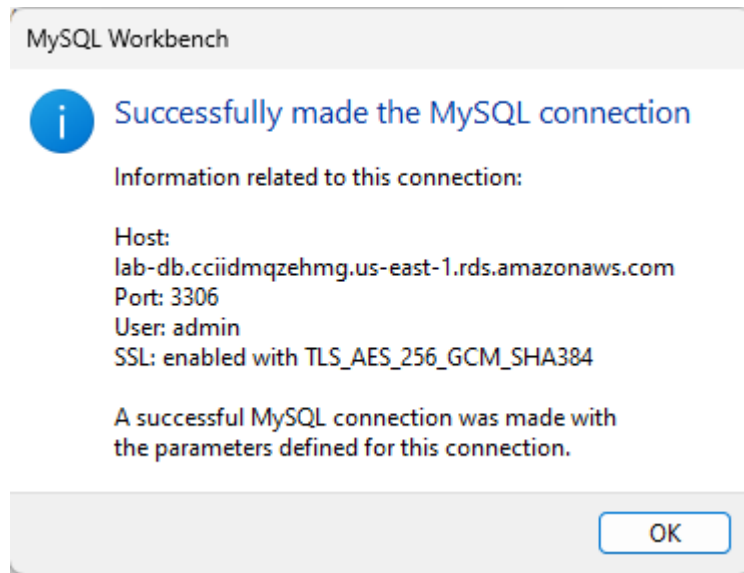 MySQL Workbench
Successfully made the MySQL connection
Information related to this connection:
Host:
lab-db.cciidmqzehmg.us-east-1.rds.amazonaws.com
Port: 3306
User: admin
SSL: enabled with TLS_AES_256_GCM_SHA384
A successful MySQL connection was made with
the parameters defined for this connection.
OK